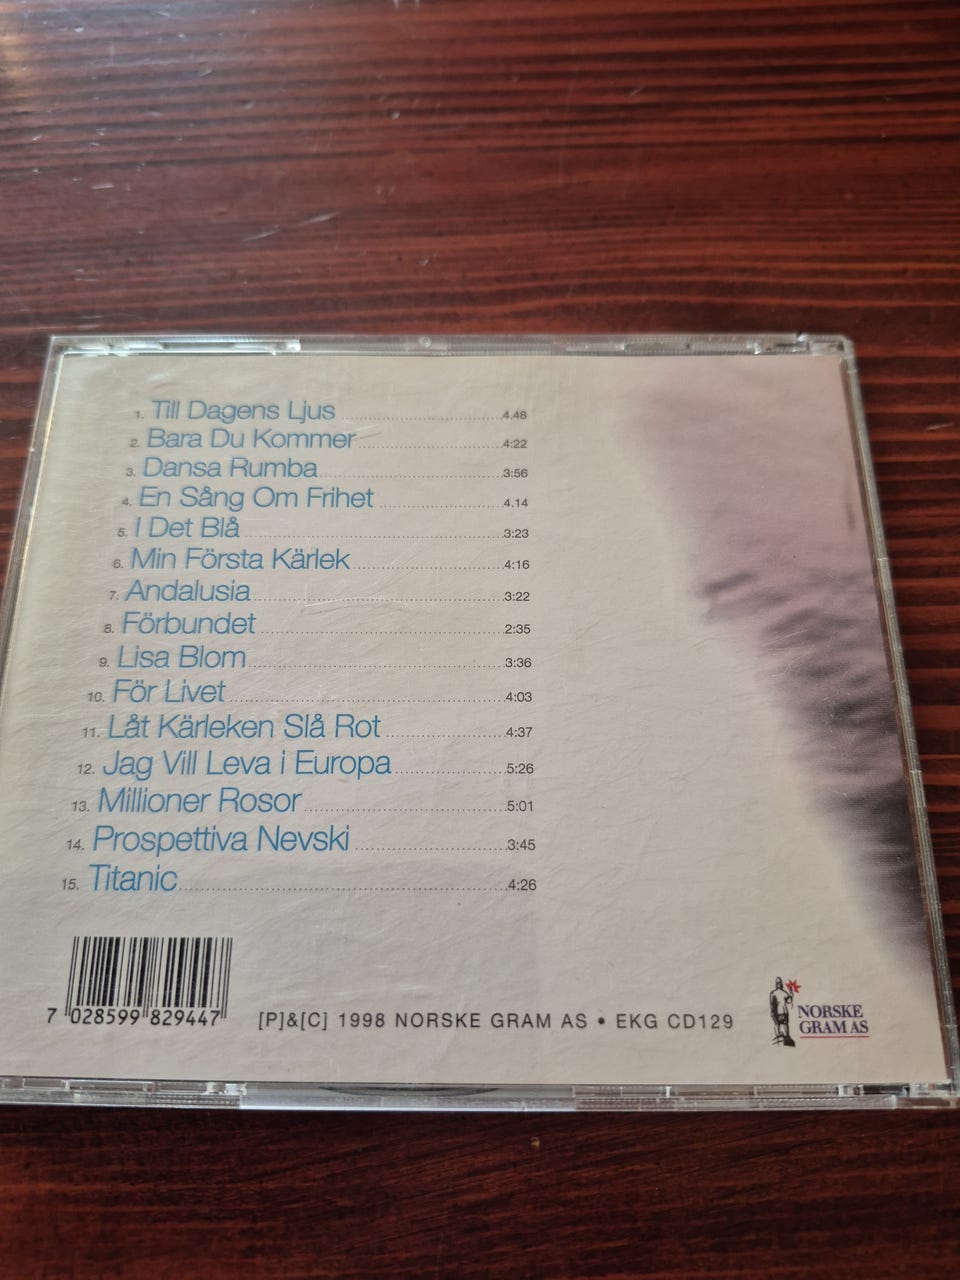 1. Till Dagens Ljus ........ 4.48
2. Bara Du Kommer ........ 4:22
3. Dansa Rumba ........ 3:56
4. En Sång Om Frihet ........ 4.14
5. I Det Blå ........ 3:23
6. Min Första Kärlek ........ 4:16
7. Andalusia ........ 3:22
8. Förbundet ........ 2:35
9. Lisa Blom ........ 3:36
10. För Livet ........ 4:03
11. Låt Kärleken Slå Rot ........ 4:37
12. Jag Vill Leva i Europa ........ 5:26
13. Millioner Rosor ........ 5:01
14. Prospettiva Nevski ........ 3:45
15. Titanic ........ 4:26
7 028599 829447
[P]&[C] 1998 NORSKE GRAM AS • EKG CD129
NORSKE
GRAM AS